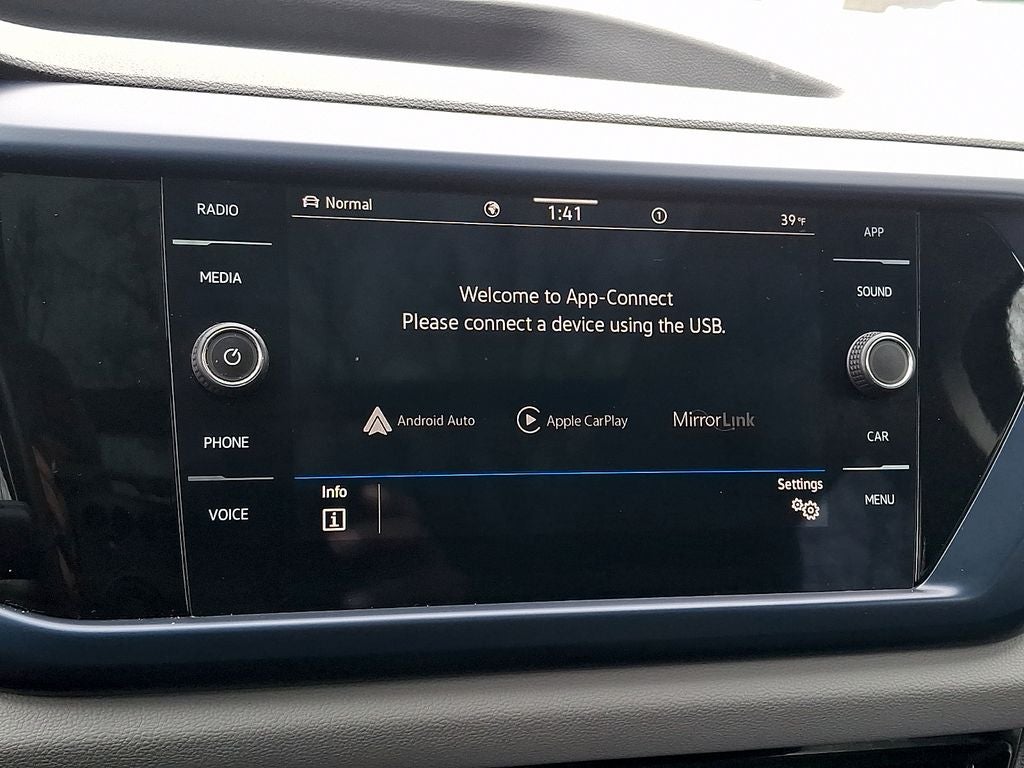 RADIO
MEDIA
PHONE
VOICE
Normal
1:41
1
39°F
Welcome to App-Connect
Please connect a device using the USB.
Android Auto
Apple CarPlay
MirrorLink
Info
i
Settings
APP
SOUND
CAR
MENU